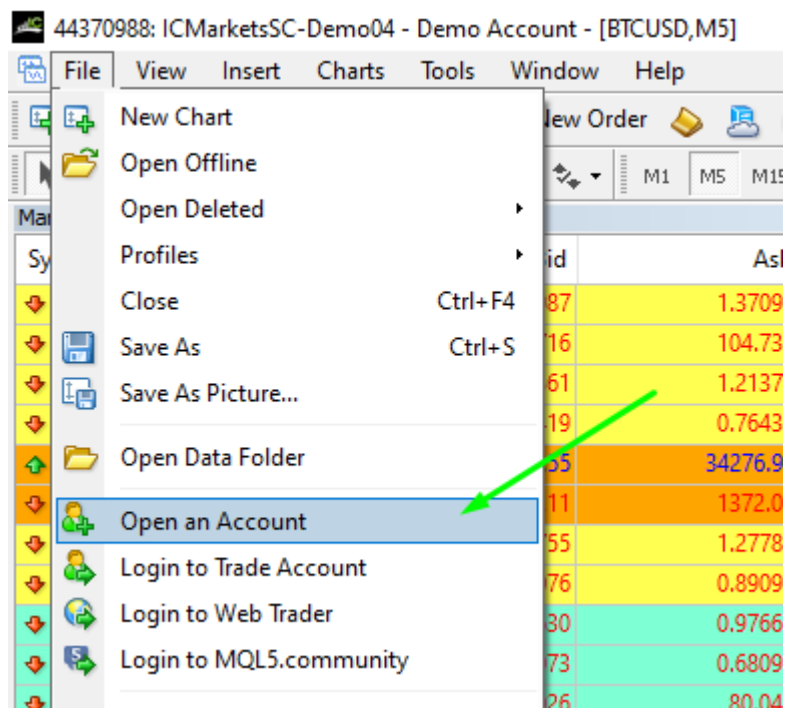 44370988: ICMarketsSC-Demo04 - Demo Account - [BTCUSD,M5]
File View Insert Charts Tools Window Help
New Chart
New Order
Open Offline
M1 M5 M15
Open Deleted
Profiles
Close Ctrl+F4
1.3709
Save As Ctrl+S
104.73
Save As Picture...
1.2137
0.7643
Open Data Folder
34276.9
Open an Account
1372.0
1.2778
Login to Trade Account
0.8909
Login to Web Trader
0.9766
Login to MQL5.community
0.6809
80.04